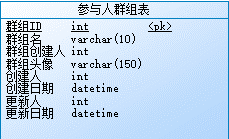 参与人群组表
群组ID int <pk>
群组名 varchar(10)
群组创建人 int
群组头像 varchar(150)
创建人 int
创建日期 datetime
更新人 int
更新日期 datetime